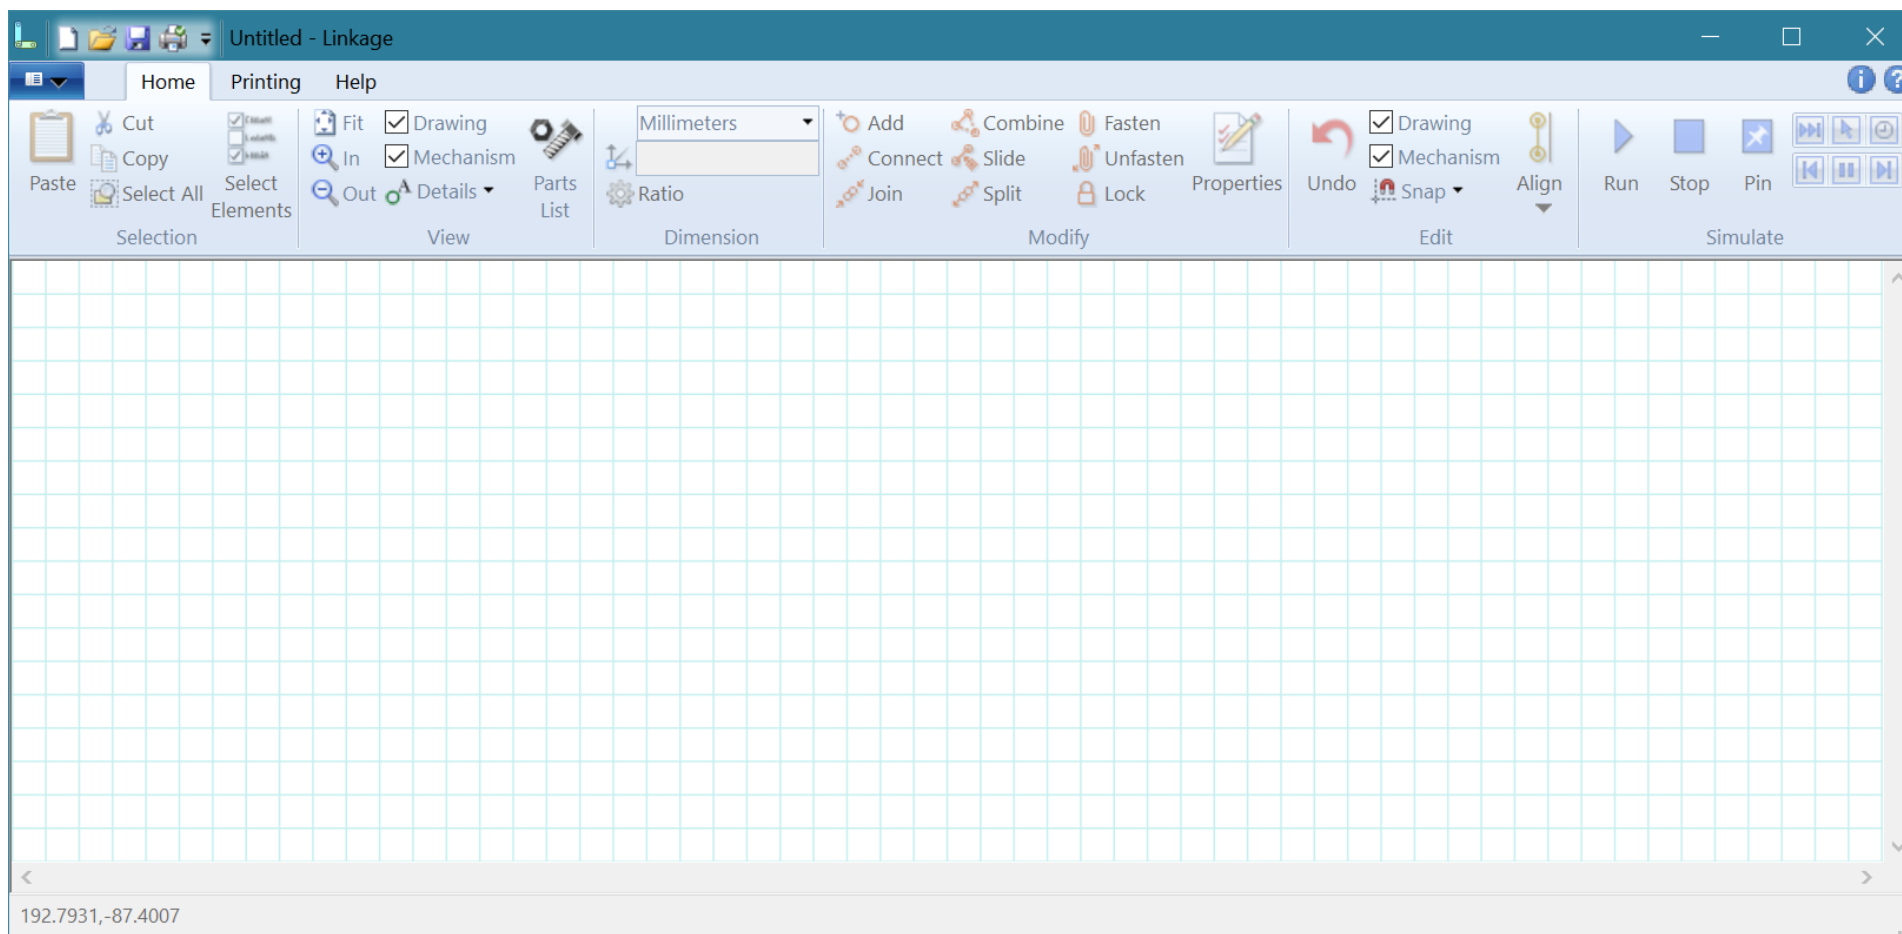 Untitled - Linkage
Home Printing Help
Cut Fit Drawing Millimeters Add Combine Fasten Drawing
Copy In Mechanism Connect Slide Unfasten Mechanism
Paste Select All Select Elements Out Details Parts List Ratio Join Split Lock Properties Undo Snap Align Run Stop Pin
Selection View Dimension Modify Edit Simulate
192.7931,-87.4007